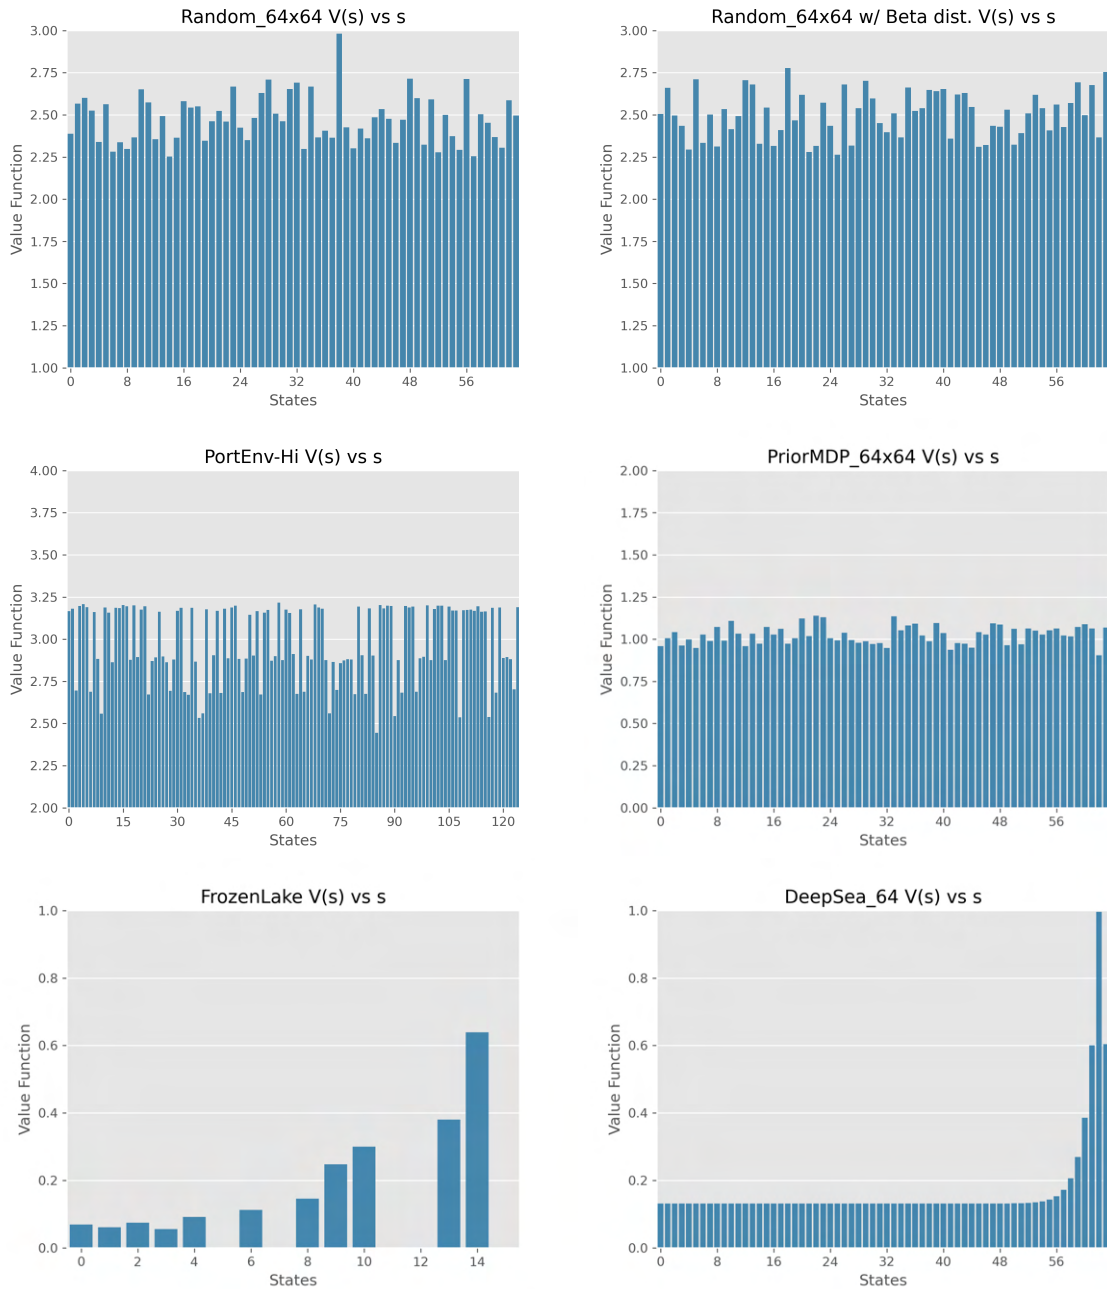 Random_64x64 V(s) vs s
3.00
2.75
2.50
2.25
2.00
1.75
1.50
1.25
1.00
Value Function
0 8 16 24 32 40 48 56
States
Random_64x64 w/ Beta dist. V(s) vs s
3.00
2.75
2.50
2.25
2.00
1.75
1.50
1.25
1.00
Value Function
0 8 16 24 32 40 48 56
States
PortEnv-Hi V(s) vs s
4.00
3.75
3.50
3.25
3.00
2.75
2.50
2.25
2.00
Value Function
0 15 30 45 60 75 90 105 120
States
PriorMDP_64x64 V(s) vs s
2.00
1.75
1.50
1.25
1.00
0.75
0.50
0.25
0.00
Value Function
0 8 16 24 32 40 48 56
States
FrozenLake V(s) vs s
1.0
0.8
0.6
0.4
0.2
0.0
Value Function
0 2 4 6 8 10 12 14
States
DeepSea_64 V(s) vs s
1.0
0.8
0.6
0.4
0.2
0.0
Value Function
0 8 16 24 32 40 48 56
States